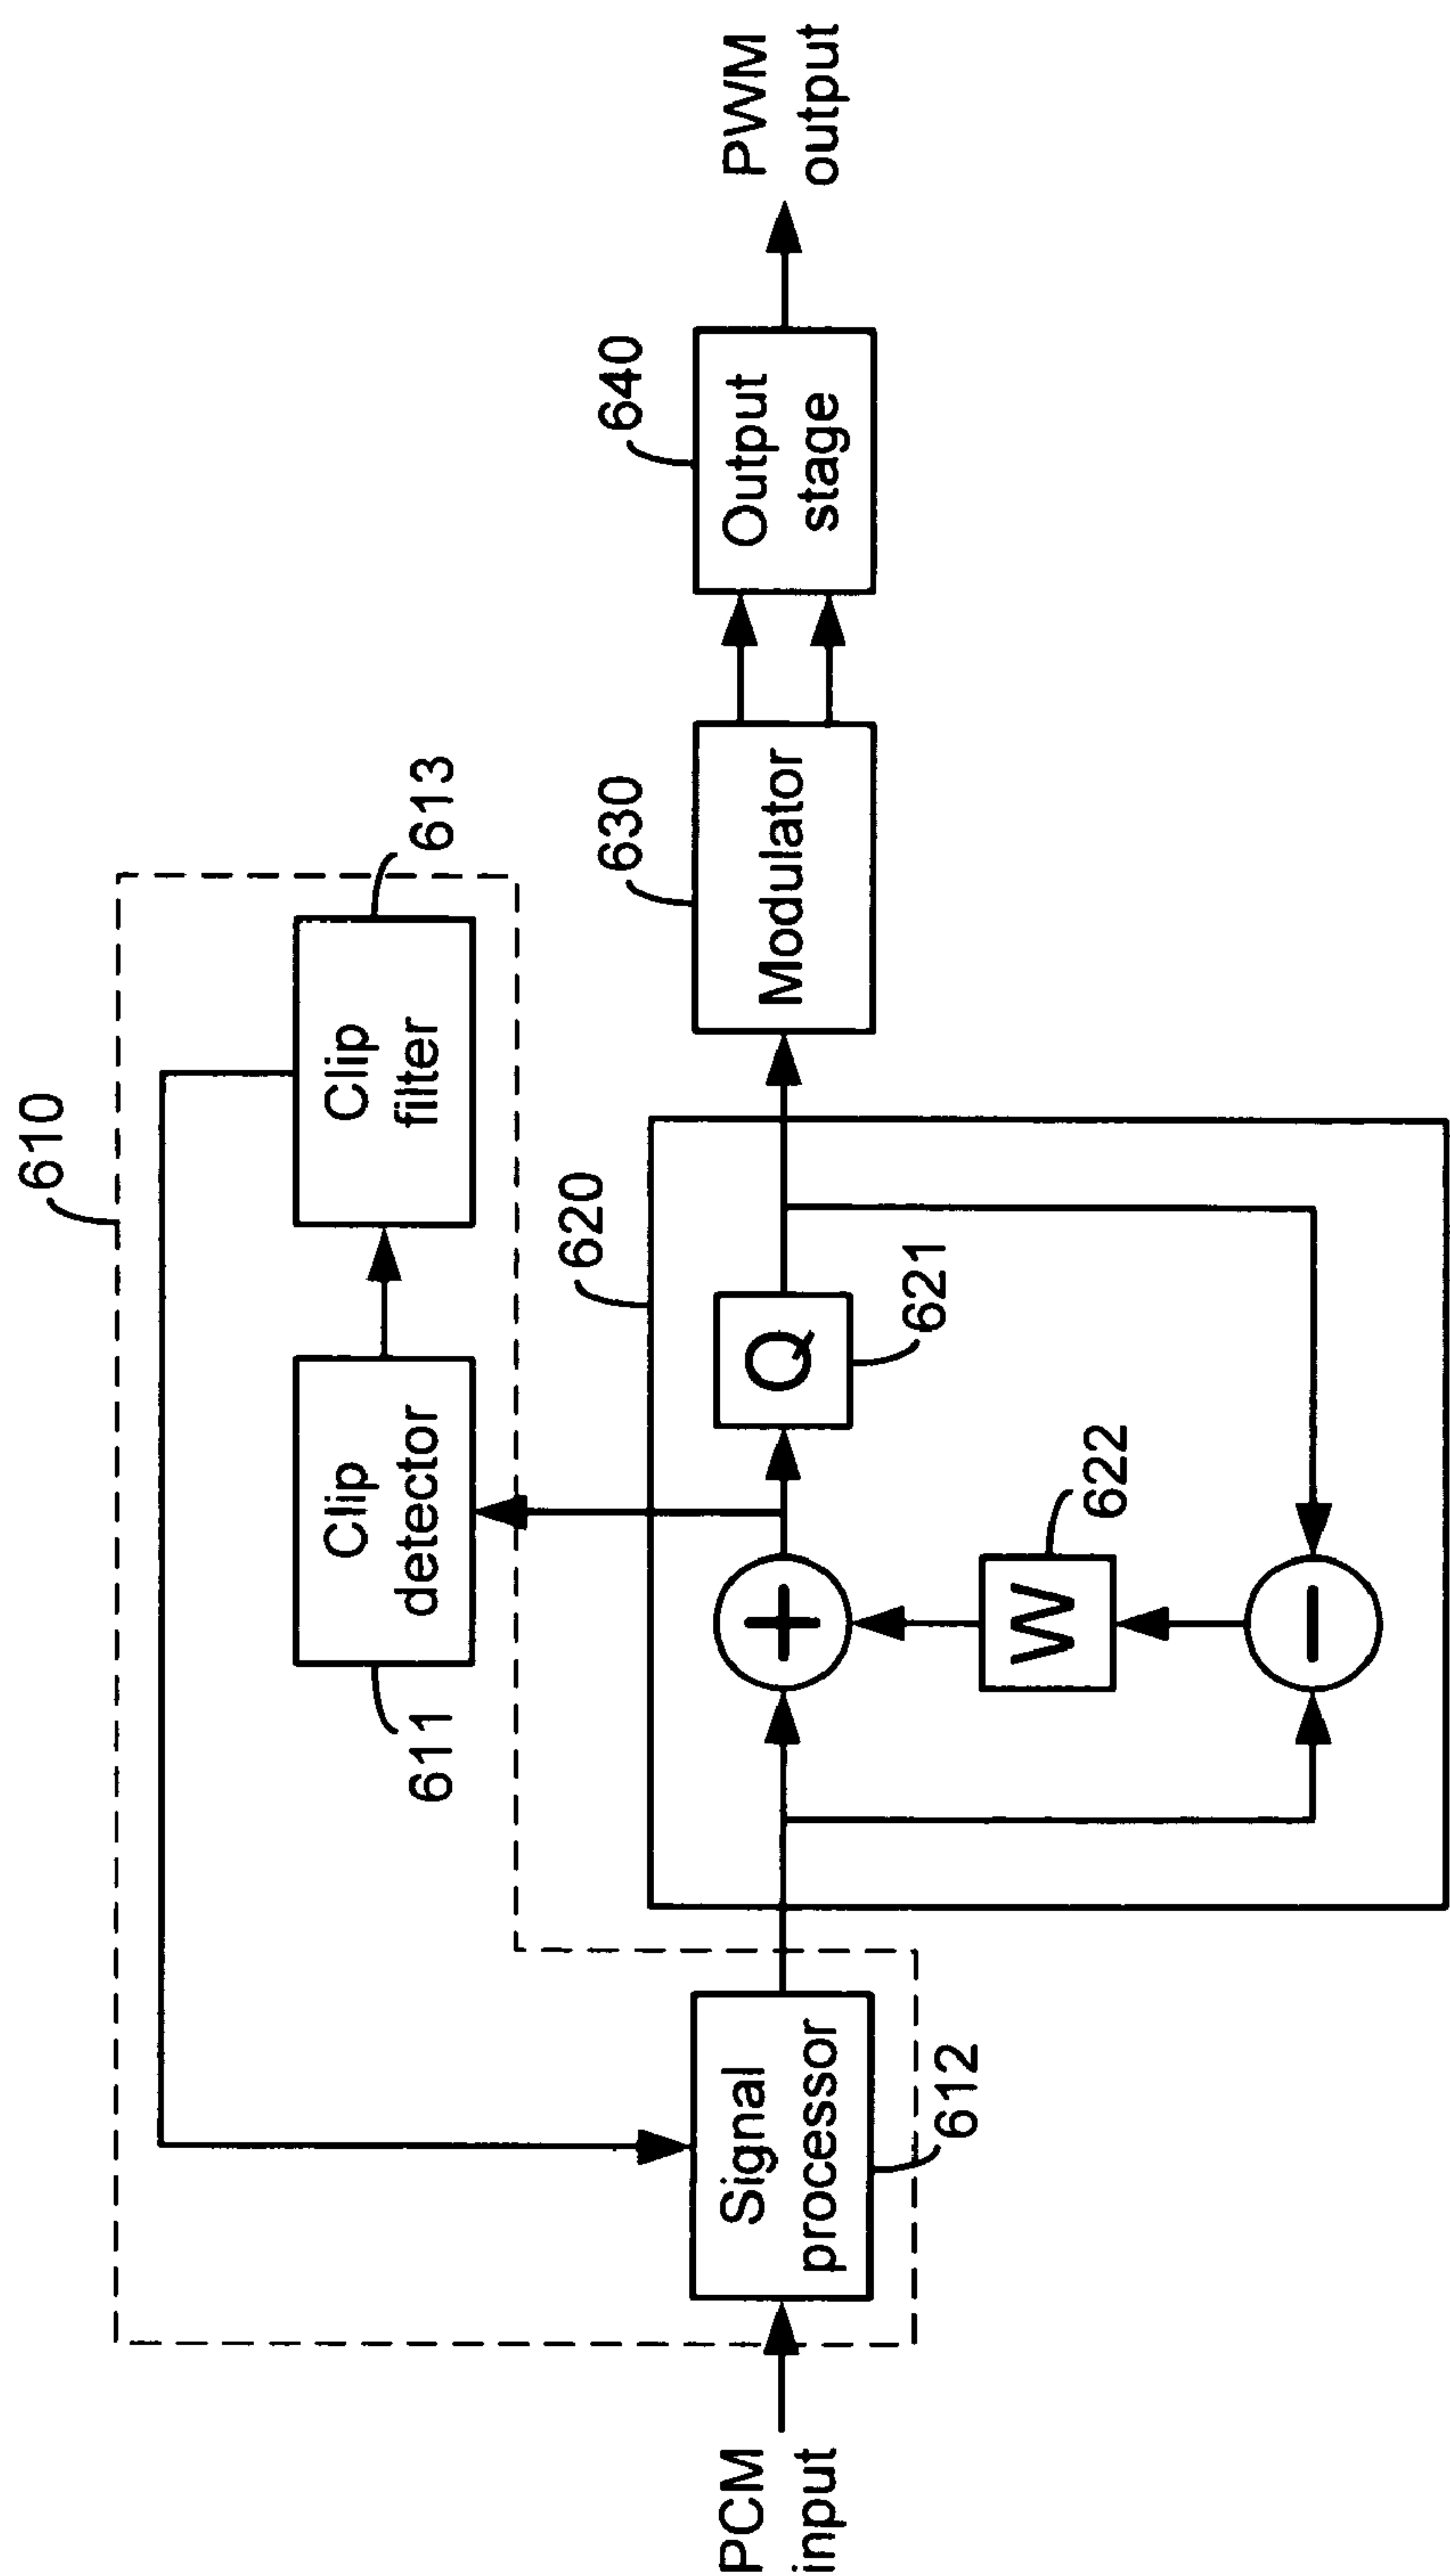 610
Clip
detector
611
Clip
filter
613
PCM
input
Signal
processor
612
620
+
Q
621
W
622
−
Modulator
630
Output
stage
640
PWM
output